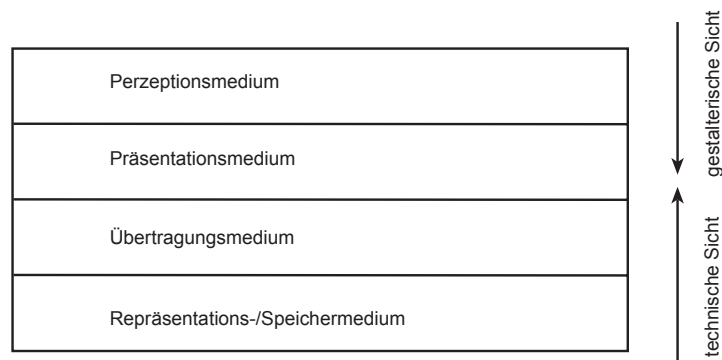 Perzeptionsmedium
Präsentationsmedium
Übertragungsmedium
Repräsentations-/Speichermedium
gestalterische Sicht
technische Sicht